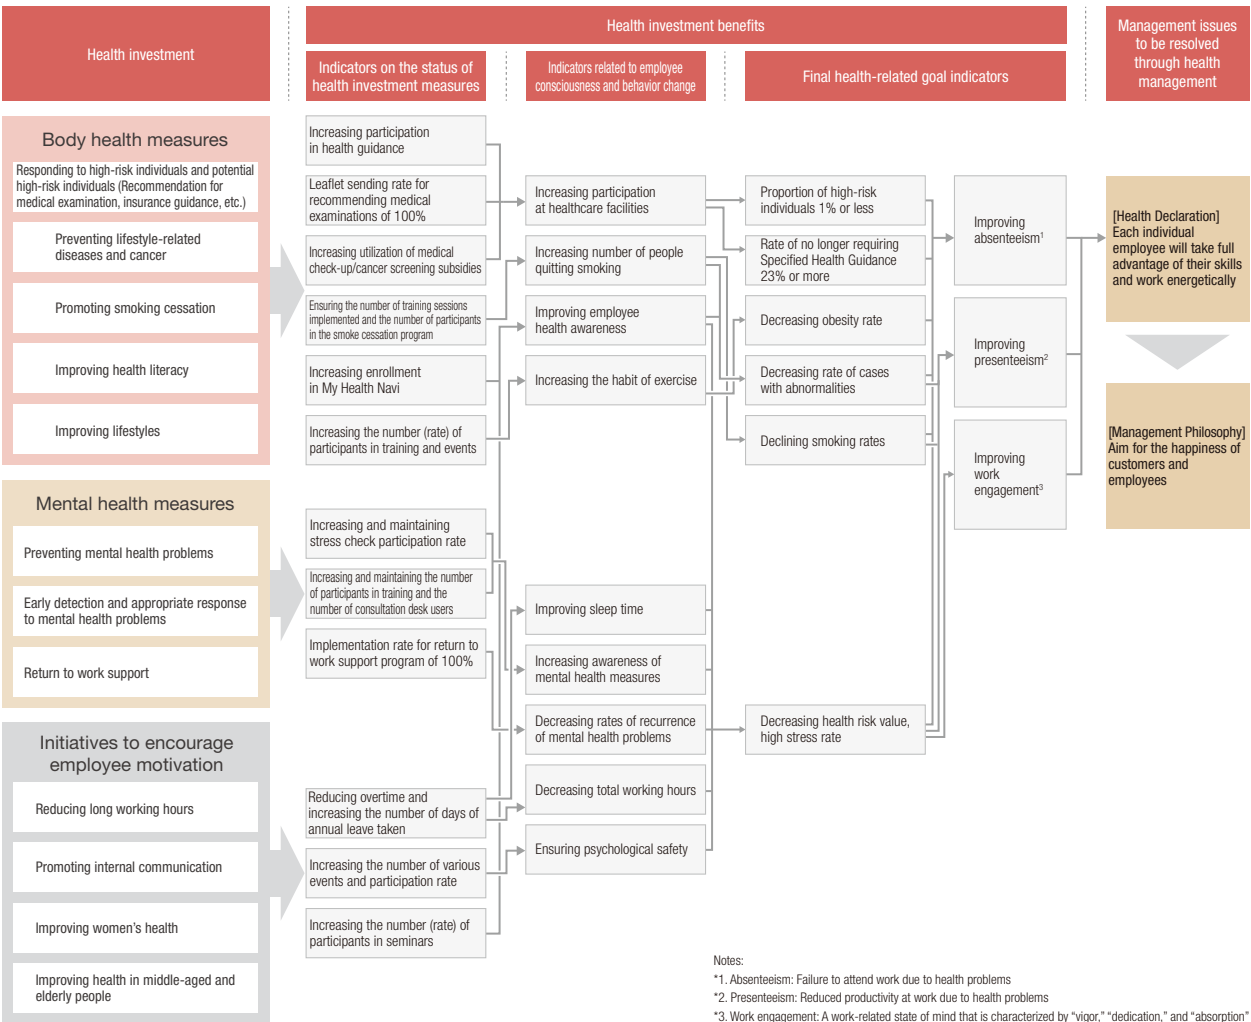 Health investment
Health investment benefits
Indicators on the status of
health investment measures
Indicators related to employee
consciousness and behavior change
Final health-related goal indicators
Management issues
to be resolved
through health
management
Body health measures
Responding to high-risk individuals and potential
high-risk individuals (Recommendation for
medical examination, insurance guidance, etc.)
Preventing lifestyle-related
diseases and cancer
Promoting smoking cessation
Improving health literacy
Improving lifestyles
Mental health measures
Preventing mental health problems
Early detection and appropriate response
to mental health problems
Return to work support
Initiatives to encourage
employee motivation
Reducing long working hours
Promoting internal communication
Improving women’s health
Improving health in middle-aged and
elderly people
Increasing participation
in health guidance
Leaflet sending rate for
recommending medical
examinations of 100%
Increasing utilization of medical
check-up/cancer screening subsidies
Ensuring the number of training sessions
implemented and the number of participants
in the smoke cessation program
Increasing enrollment
in My Health Navi
Increasing the number (rate) of
participants in training and events
Increasing and maintaining
stress check participation rate
Increasing and maintaining the number
of participants in training and the
number of consultation desk users
Implementation rate for return to
work support program of 100%
Reducing overtime and
increasing the number of days of
annual leave taken
Increasing the number of various
events and participation rate
Increasing the number (rate) of
participants in seminars
Increasing participation
at healthcare facilities
Increasing number of people
quitting smoking
Improving employee
health awareness
Increasing the habit of exercise
Improving sleep time
Increasing awareness of
mental health measures
Decreasing rates of recurrence
of mental health problems
Decreasing total working hours
Ensuring psychological safety
Proportion of high-risk
individuals 1% or less
Rate of no longer requiring
Specified Health Guidance
23% or more
Decreasing obesity rate
Decreasing rate of cases
with abnormalities
Declining smoking rates
Decreasing health risk value,
high stress rate
Improving
absenteeism1
Improving
presenteeism2
Improving
work
engagement3
[Health Declaration]
Each individual
employee will take full
advantage of their skills
and work energetically
[Management Philosophy]
Aim for the happiness of
customers and
employees
Notes:
*1. Absenteeism: Failure to attend work due to health problems
*2. Presenteeism: Reduced productivity at work due to health problems
*3. Work engagement: A work-related state of mind that is characterized by “vigor,” “dedication,” and “absorption”